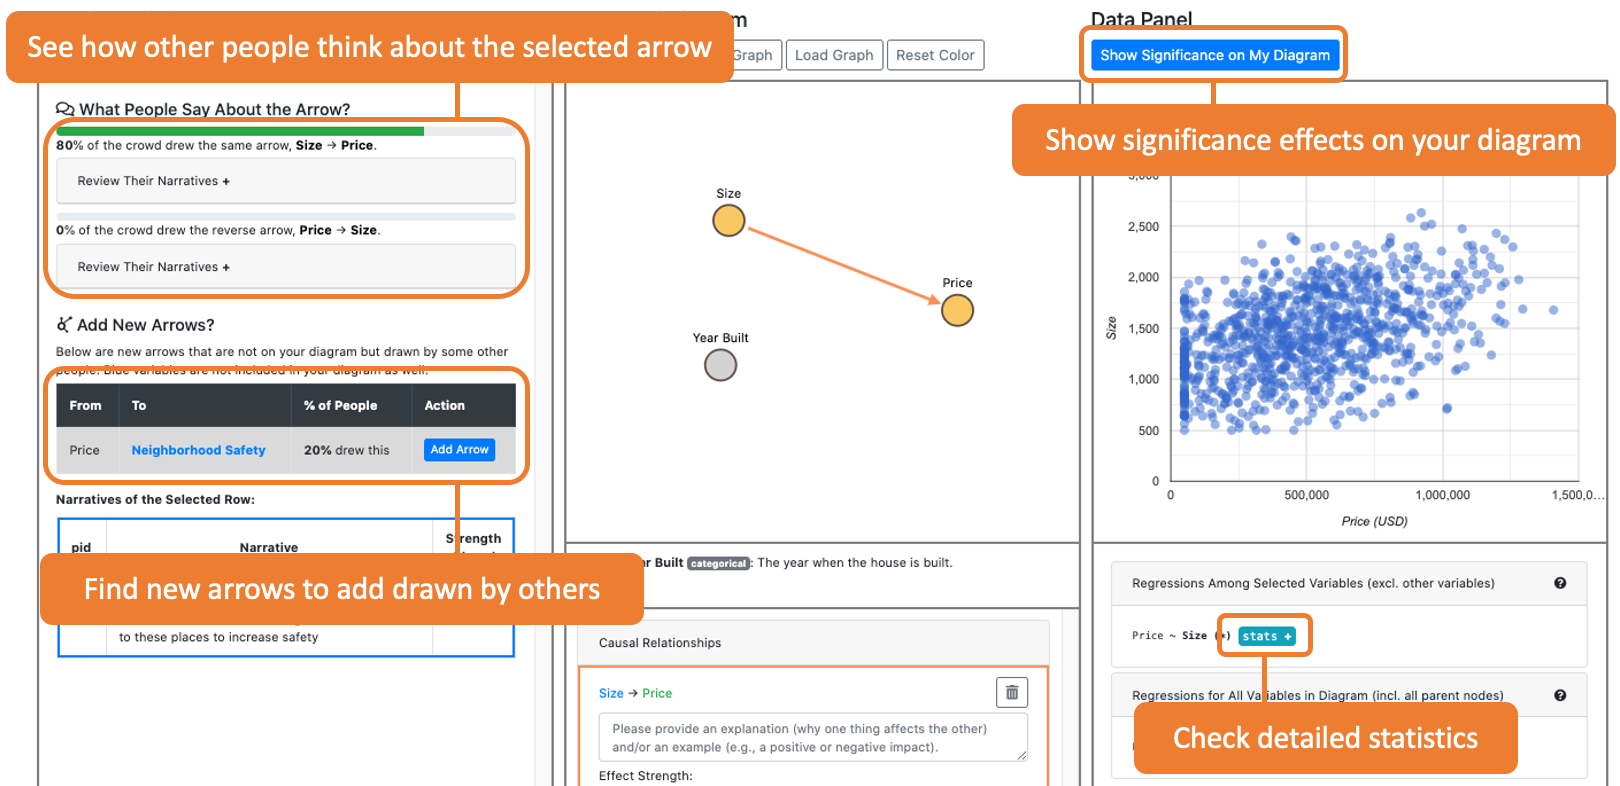 See how other people think about the selected arrow
Graph
Load Graph
Reset Color
Data Panel
Show Significance on My Diagram
Show significance effects on your diagram
What People Say About the Arrow?
80% of the crowd drew the same arrow, Size → Price.
Review Their Narratives +
0% of the crowd drew the reverse arrow, Price → Size.
Review Their Narratives +
Add New Arrows?
Below are new arrows that are not on your diagram but drawn by some other
people. Blue variables are not included in your diagram as well.
From To % of People Action
Price Neighborhood Safety 20% drew this Add Arrow
Narratives of the Selected Row:
pid Narrative Strength
Find new arrows to add drawn by others
to these places to increase safety
Size
Price
Year Built
Built categorical: The year when the house is built.
Causal Relationships
Size → Price
Please provide an explanation (why one thing affects the other)
and/or an example (e.g., a positive or negative impact).
Effect Strength:
3,000
2,500
2,000
1,500
1,000
500
0
Size
0 500,000 1,000,000 1,500,0...
Price (USD)
Regressions Among Selected Variables (excl. other variables)
Price ~ Size (*) stats +
Regressions for All Variables in Diagram (incl. all parent nodes)
Check detailed statistics